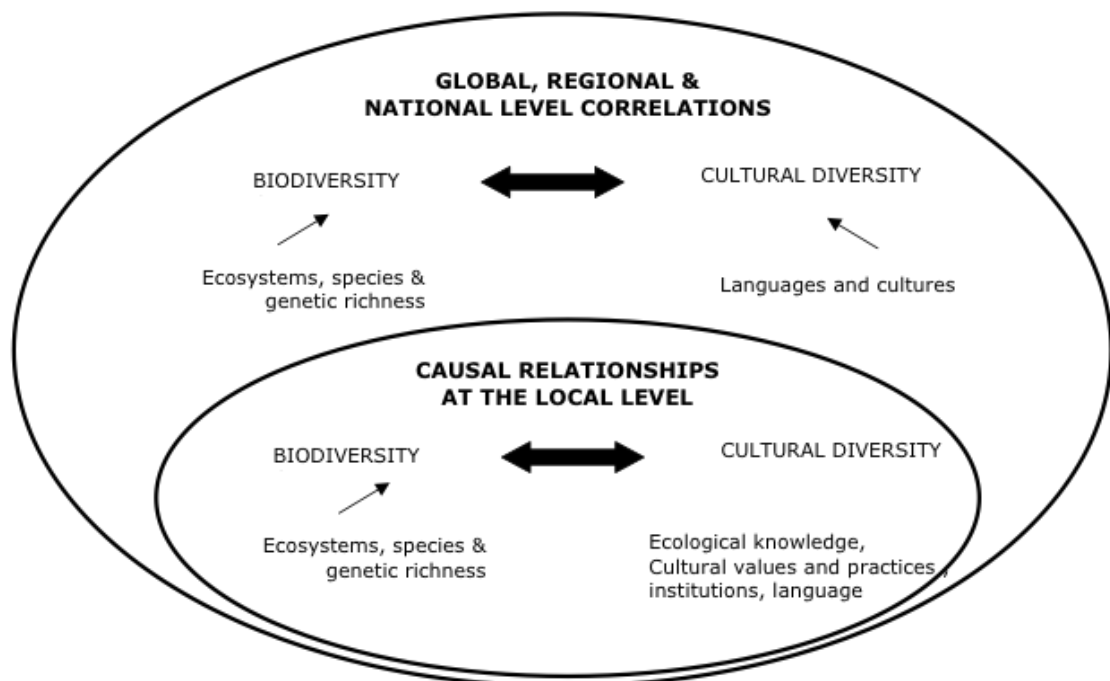 GLOBAL, REGIONAL &
NATIONAL LEVEL CORRELATIONS
BIODIVERSITY
CULTURAL DIVERSITY
Ecosystems, species &
genetic richness
Languages and cultures
CAUSAL RELATIONSHIPS
AT THE LOCAL LEVEL
BIODIVERSITY
CULTURAL DIVERSITY
Ecosystems, species &
genetic richness
Ecological knowledge,
Cultural values and practices ,
institutions, language